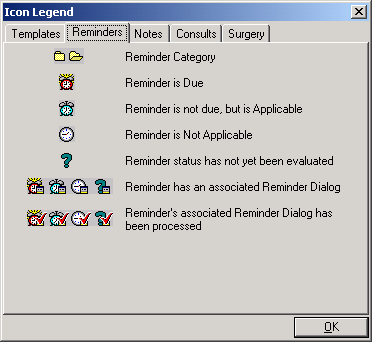 Icon Legend
Templates Reminders Notes Consults Surgery
Reminder Category
Reminder is Due
Reminder is not due, but is Applicable
Reminder is Not Applicable
Reminder status has not yet been evaluated
Reminder has an associated Reminder Dialog
Reminder's associated Reminder Dialog has
been processed
OK